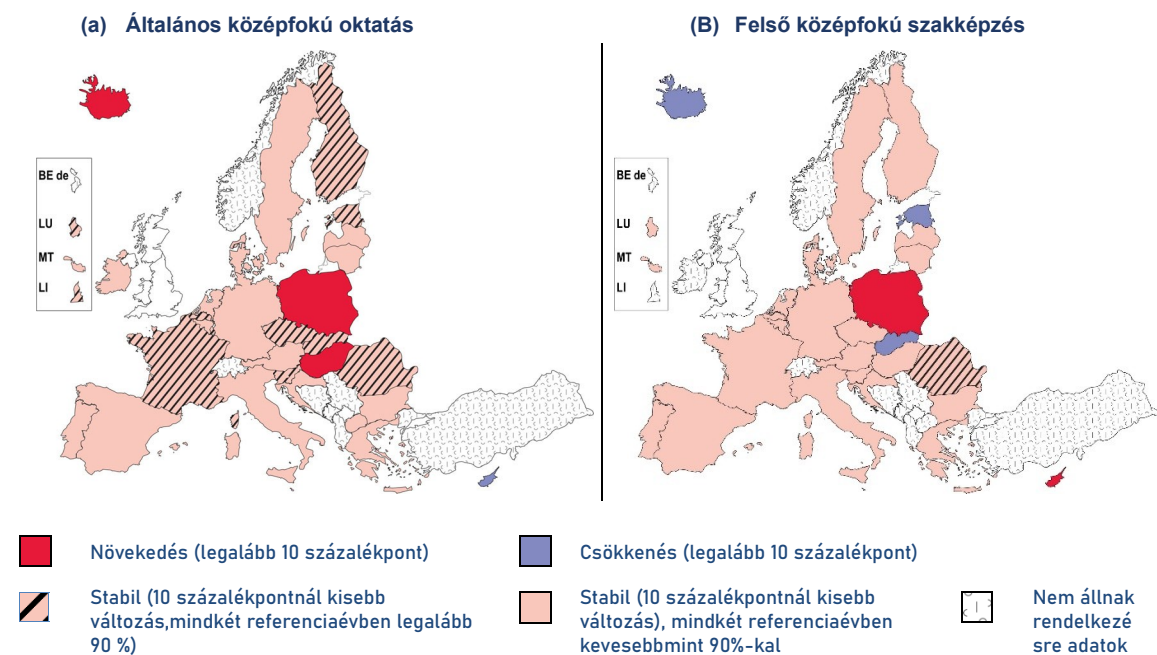 (a) Általános középfokú oktatás
(B) Felső középfokú szakképzés
BE de
LU
MT
LI
BE de
LU
MT
LI
Növekedés (legalább 10 százalékpont)
Csökkenés (legalább 10 százalékpont)
Stabil (10 százalékpontnál kisebb
változás,mindkét referenciaévben legalább
90 %)
Stabil (10 százalékpontnál kisebb
változás), mindkét referenciaévben
kevesebbmint 90%-kal
Nem állnak
rendelkezé
sre adatok